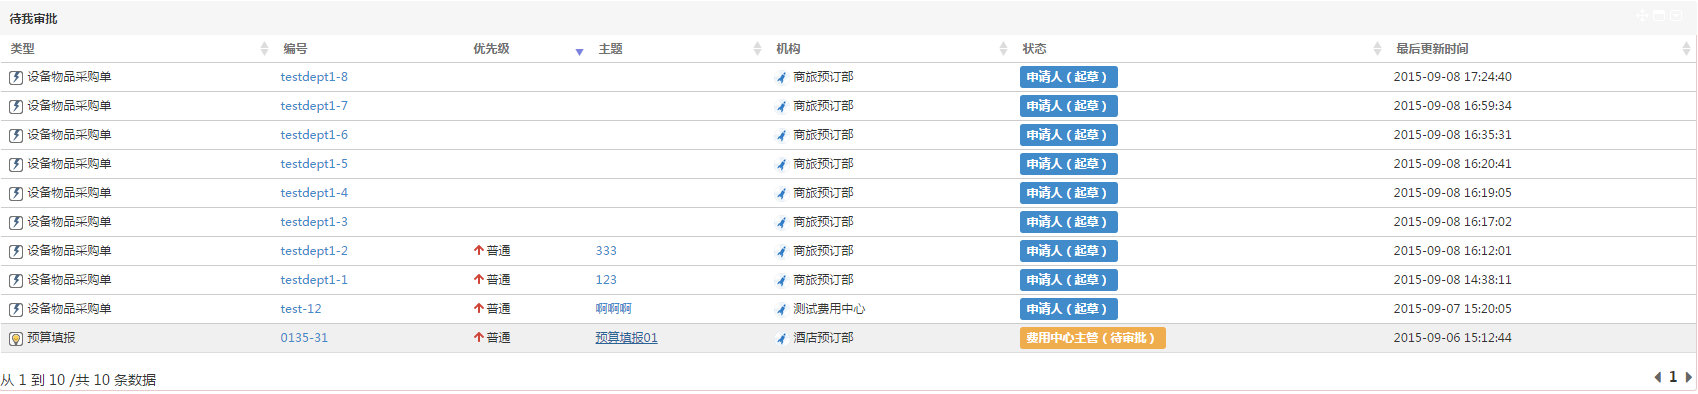 待我审批
类型 编号 优先级 主题 机构 状态 最后更新时间
设备物品采购单 testdept1-8 商旅预订部 申请人（起草） 2015-09-08 17:24:40
设备物品采购单 testdept1-7 商旅预订部 申请人（起草） 2015-09-08 16:59:34
设备物品采购单 testdept1-6 商旅预订部 申请人（起草） 2015-09-08 16:35:31
设备物品采购单 testdept1-5 商旅预订部 申请人（起草） 2015-09-08 16:20:41
设备物品采购单 testdept1-4 商旅预订部 申请人（起草） 2015-09-08 16:19:05
设备物品采购单 testdept1-3 商旅预订部 申请人（起草） 2015-09-08 16:17:02
设备物品采购单 testdept1-2 普通 333 商旅预订部 申请人（起草） 2015-09-08 16:12:01
设备物品采购单 testdept1-1 普通 123 商旅预订部 申请人（起草） 2015-09-08 14:38:11
设备物品采购单 test-12 普通 啊啊啊 测试费用中心 申请人（起草） 2015-09-07 15:20:05
预算填报 0135-31 普通 预算填报01 酒店预订部 费用中心主管（待审批） 2015-09-06 15:12:44
从 1 到 10 /共 10 条数据 1